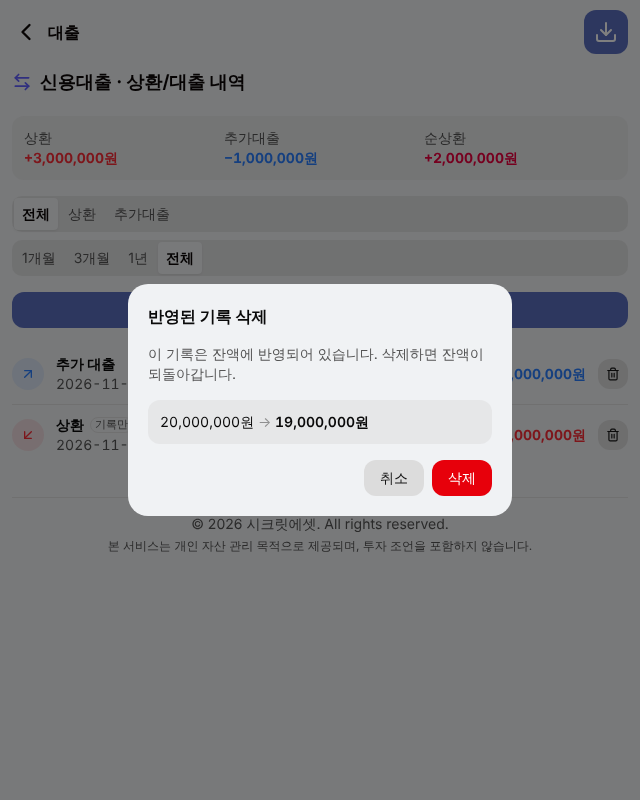 대출
신용대출 · 상환/대출 내역
상환 추가대출 순상환
+3,000,000원 −1,000,000원 +2,000,000원
전체 상환 추가대출
1개월 3개월 1년 전체
반영된 기록 삭제
이 기록은 잔액에 반영되어 있습니다. 삭제하면 잔액이
되돌아갑니다.
20,000,000원 → 19,000,000원
취소 삭제
추가 대출
2026-11- ,000,000원
상환 기록만
2026-11- ,000,000원
© 2026 시크릿에셋. All rights reserved.
본 서비스는 개인 자산 관리 목적으로 제공되며, 투자 조언을 포함하지 않습니다.